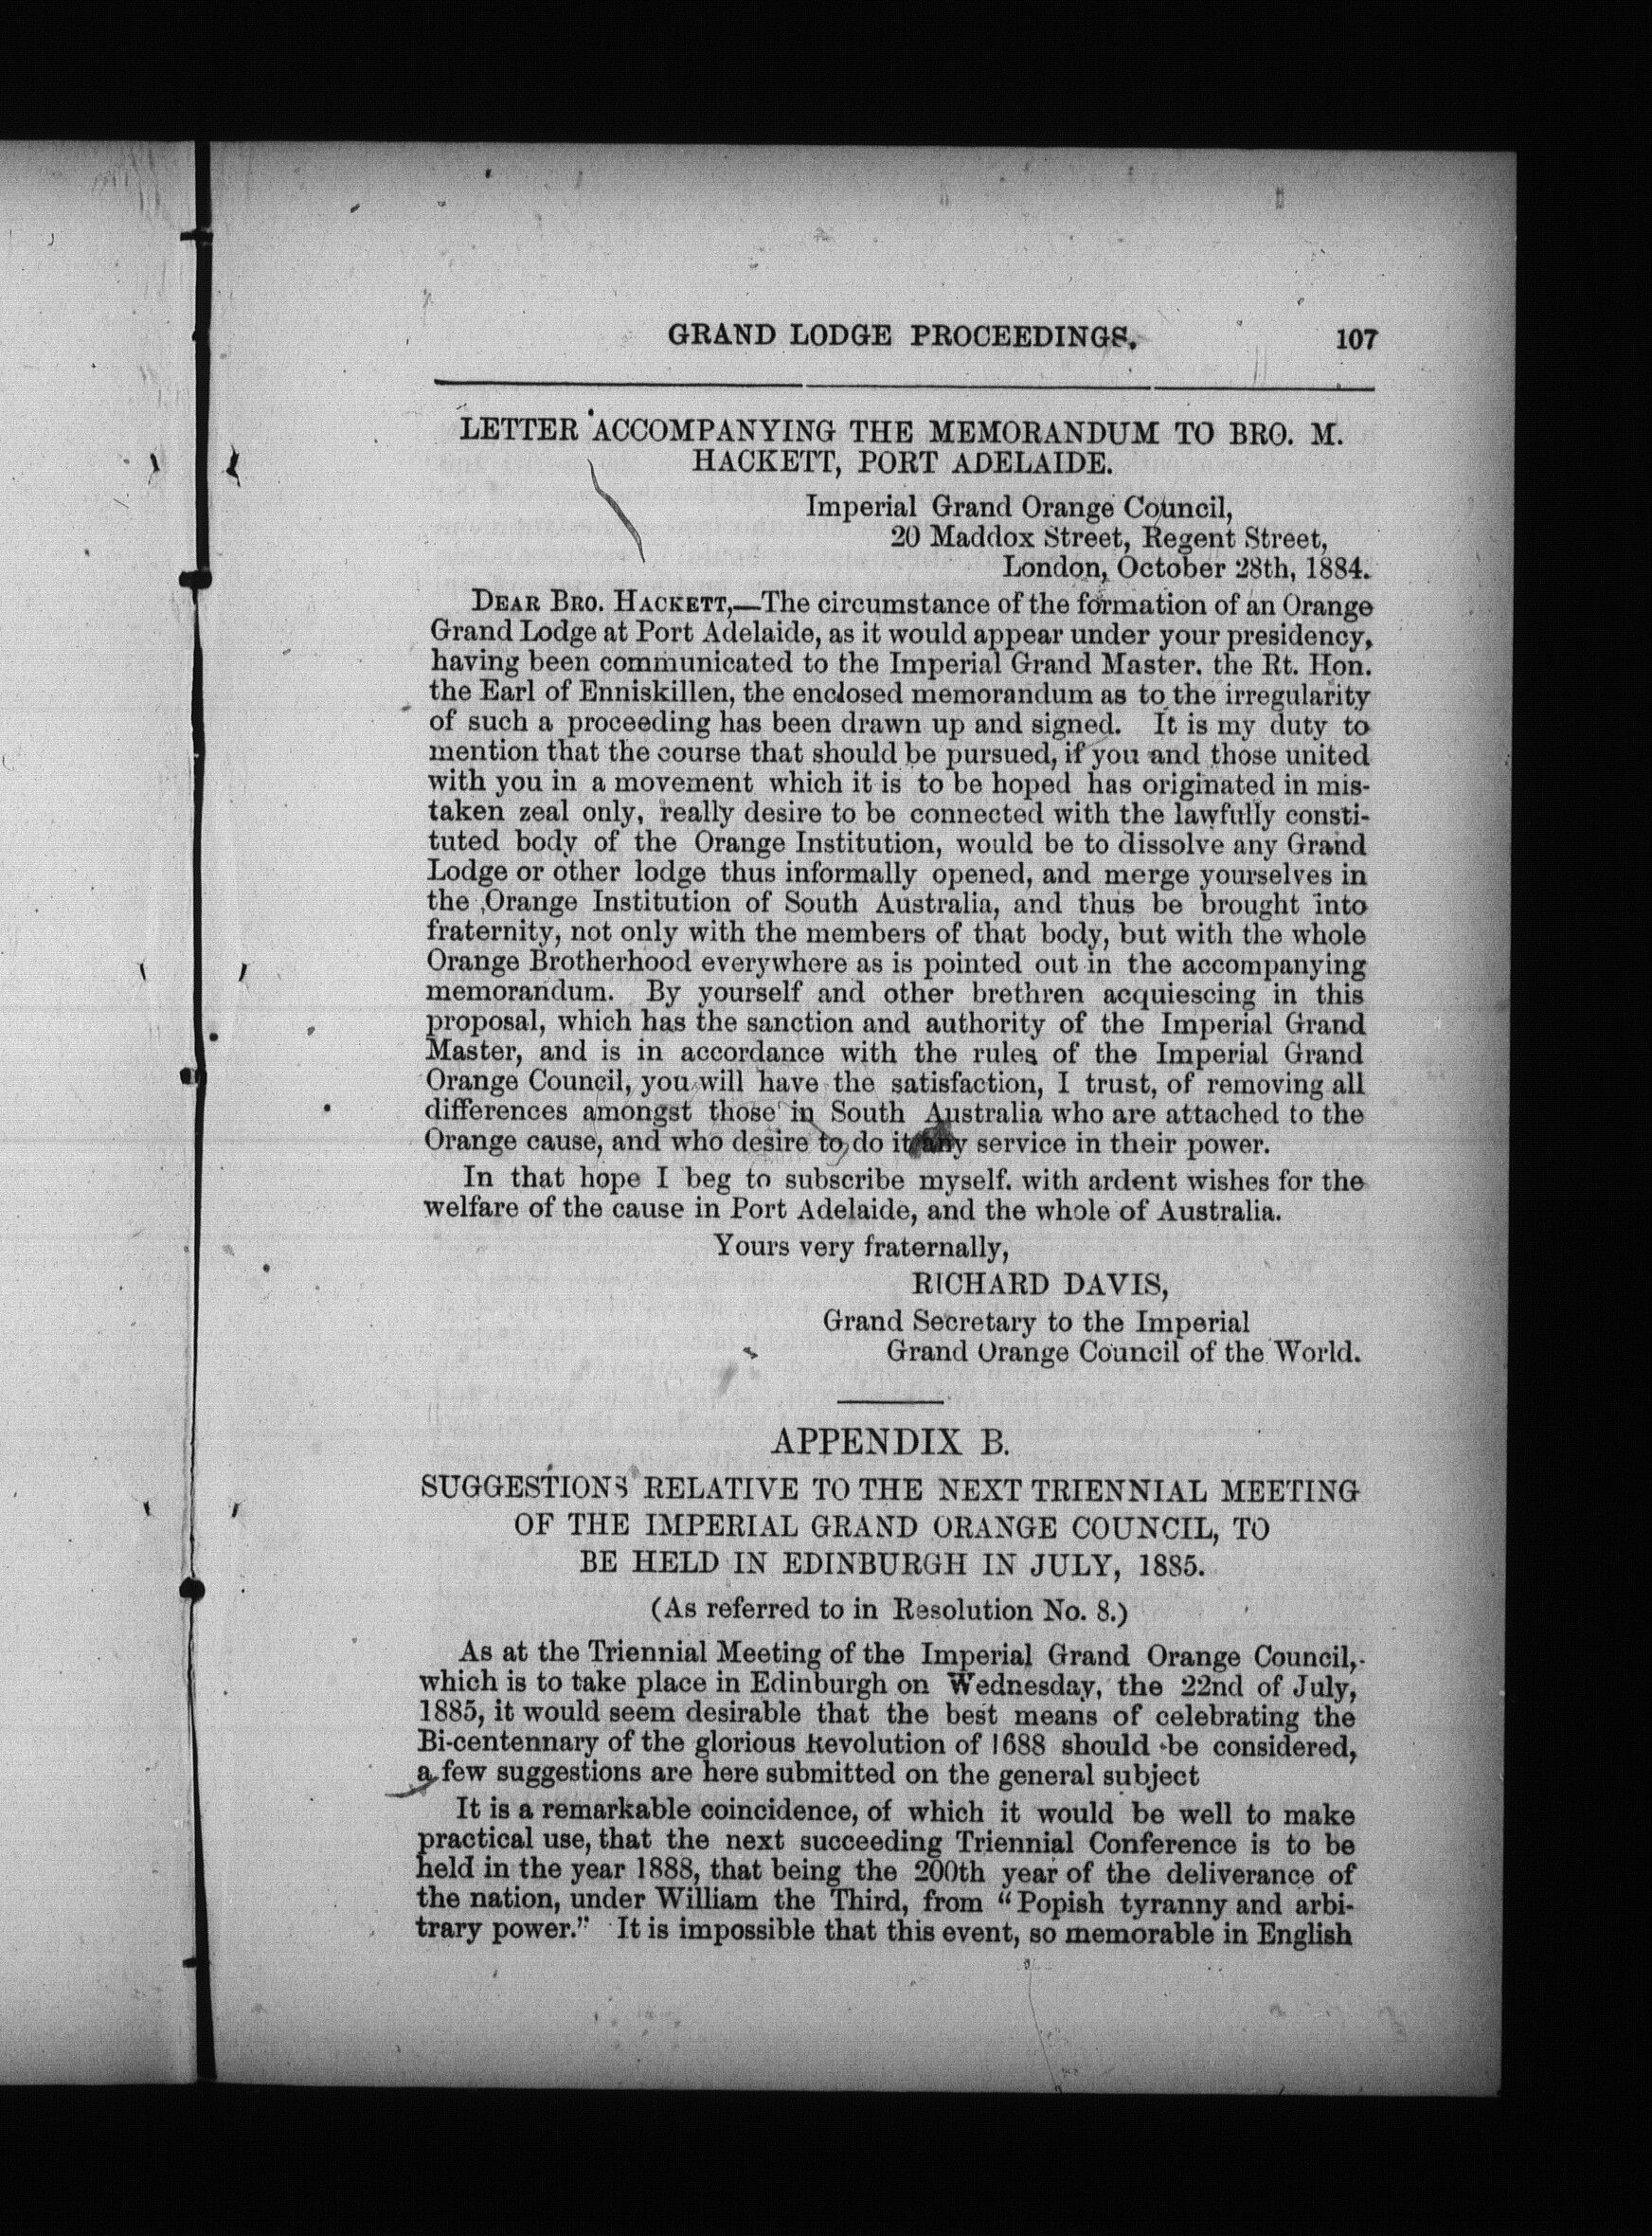 GRAND LODGE PROCEEDINGS. 107
LETTER ACCOMPANYING THE MEMORANDUM TO BRO. M.
HACKETT, PORT ADELAIDE.
Imperial Grand Orange Council,
20 Maddox Street, Regent Street,
London, October 28th, 1884.
DEAR BRO. HACKETT,—The circumstance of the formation of an Orange
Grand Lodge at Port Adelaide, as it would appear under your presidency,
having been communicated to the Imperial Grand Master. the Rt. Hon.
the Earl of Enniskillen, the enclosed memorandum as to the irregularity
of such a proceeding has been drawn up and signed. It is my duty to
mention that the course that should be pursued, if you and those united
with you in a movement which it is to be hoped has originated in mis-
taken zeal only, really desire to be connected with the lawfully consti-
tuted body of the Orange Institution, would be to dissolve any Grand
Lodge or other lodge thus informally opened, and merge yourselves in
the Orange Institution of South Australia, and thus be brought into
fraternity, not only with the members of that body, but with the whole
Orange Brotherhood everywhere as is pointed out in the accompanying
memorandum. By yourself and other brethren acquiescing in this
proposal, which has the sanction and authority of the Imperial Grand
Master, and is in accordance with the rules of the Imperial Grand
Orange Council, you will have the satisfaction, I trust, of removing all
differences amongst those in South Australia who are attached to the
Orange cause, and who desire to do it any service in their power.
In that hope I beg to subscribe myself. with ardent wishes for the
welfare of the cause in Port Adelaide, and the whole of Australia.
Yours very fraternally,
RICHARD DAVIS,
Grand Secretary to the Imperial
Grand Orange Council of the World.
APPENDIX B.
SUGGESTIONS RELATIVE TO THE NEXT TRIENNIAL MEETING
OF THE IMPERIAL GRAND ORANGE COUNCIL, TO
BE HELD IN EDINBURGH IN JULY, 1885.
(As referred to in Resolution No. 8.)
As at the Triennial Meeting of the Imperial Grand Orange Council,
which is to take place in Edinburgh on Wednesday, the 22nd of July,
1885, it would seem desirable that the best means of celebrating the
Bi-centennary of the glorious Revolution of 1688 should be considered,
a few suggestions are here submitted on the general subject
It is a remarkable coincidence, of which it would be well to make
practical use, that the next succeeding Triennial Conference is to be
held in the year 1888, that being the 200th year of the deliverance of
the nation, under William the Third, from “Popish tyranny and arbi-
trary power.” It is impossible that this event, so memorable in English